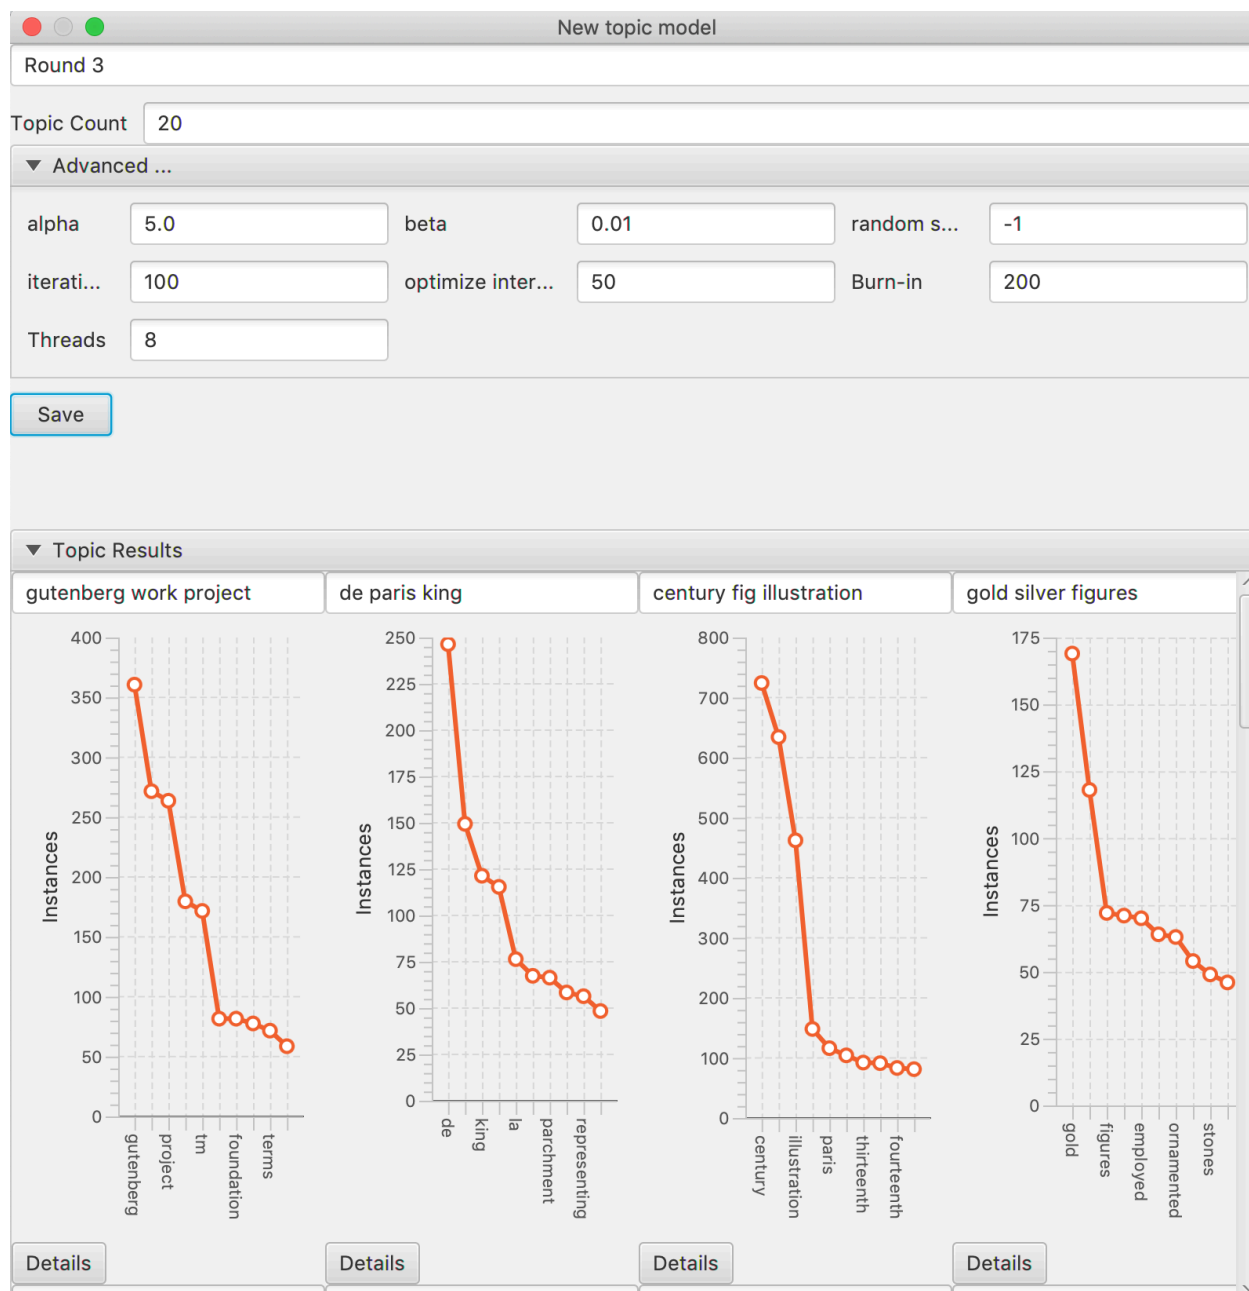 New topic model
Round 3
Topic Count 20
Advanced ...
alpha 5.0 beta 0.01 random s... -1
iterati... 100 optimize inter... 50 Burn-in 200
Threads 8
Save
Topic Results
gutenberg work project
400
350
300
250
200
150
100
50
0
Instances
gutenberg
project
tm
foundation
terms
Details
de paris king
250
225
200
175
150
125
100
75
50
25
0
Instances
de
king
la
parchment
representing
Details
century fig illustration
800
700
600
500
400
300
200
100
0
Instances
century
illustration
paris
thirteenth
fourteenth
Details
gold silver figures
175
150
125
100
75
50
25
0
Instances
gold
figures
employed
ornamented
stones
Details